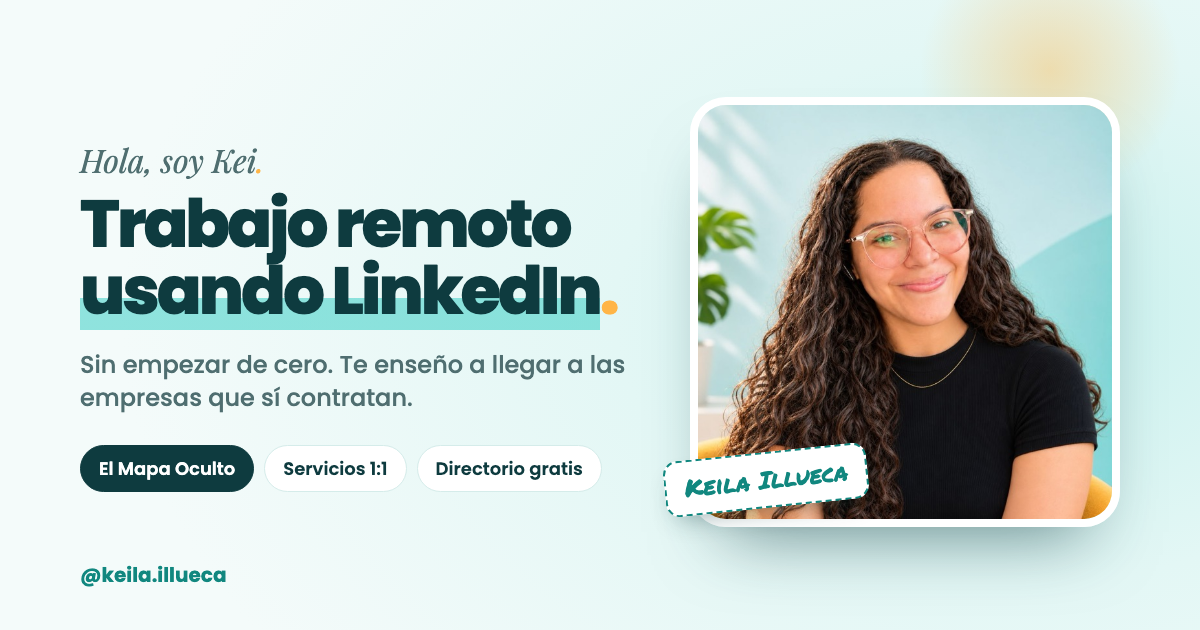 Hola, soy Kei.
Trabajo remoto
usando LinkedIn.
Sin empezar de cero. Te enseño a llegar a las
empresas que sí contratan.
El Mapa Oculto
Servicios 1:1
Directorio gratis
Keila Illueca
@keila.illueca